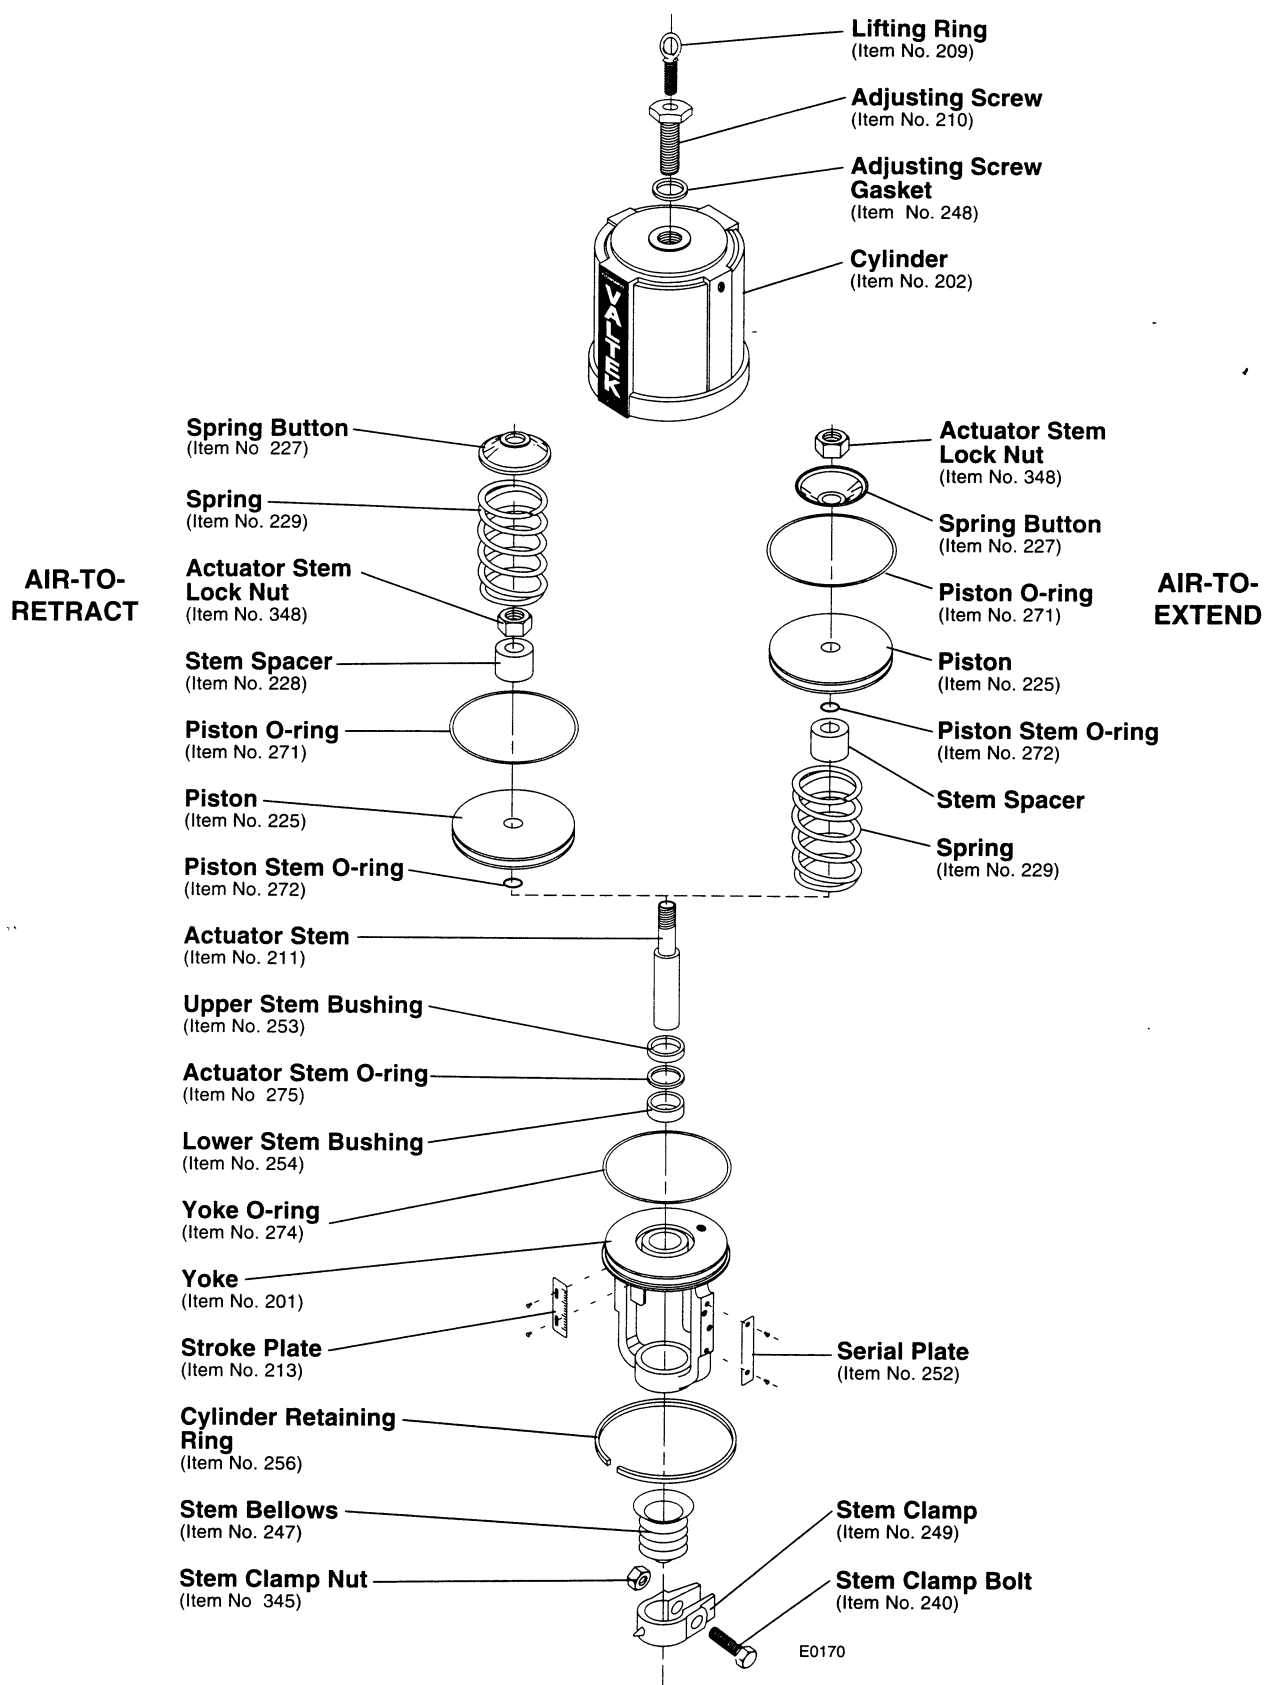 Lifting Ring
(Item No. 209)
Adjusting Screw
(Item No. 210)
Adjusting Screw
Gasket
(Item No. 248)
Cylinder
(Item No. 202)
VALTEK
Spring Button
(Item No 227)
Spring
(Item No. 229)
Actuator Stem
Lock Nut
(Item No. 348)
Stem Spacer
(Item No. 228)
Piston O-ring
(Item No. 271)
Piston
(Item No. 225)
Piston Stem O-ring
(Item No. 272)
AIR-TO-
RETRACT
Actuator Stem
Lock Nut
(Item No. 348)
Spring Button
(Item No. 227)
Piston O-ring
(Item No. 271)
Piston
(Item No. 225)
Piston Stem O-ring
(Item No. 272)
Stem Spacer
Spring
(Item No. 229)
AIR-TO-
EXTEND
Actuator Stem
(Item No. 211)
Upper Stem Bushing
(Item No. 253)
Actuator Stem O-ring
(Item No 275)
Lower Stem Bushing
(Item No. 254)
Yoke O-ring
(Item No. 274)
Yoke
(Item No. 201)
Stroke Plate
(Item No. 213)
Serial Plate
(Item No. 252)
Cylinder Retaining
Ring
(Item No. 256)
Stem Bellows
(Item No. 247)
Stem Clamp Nut
(Item No 345)
Stem Clamp
(Item No. 249)
Stem Clamp Bolt
(Item No. 240)
E0170